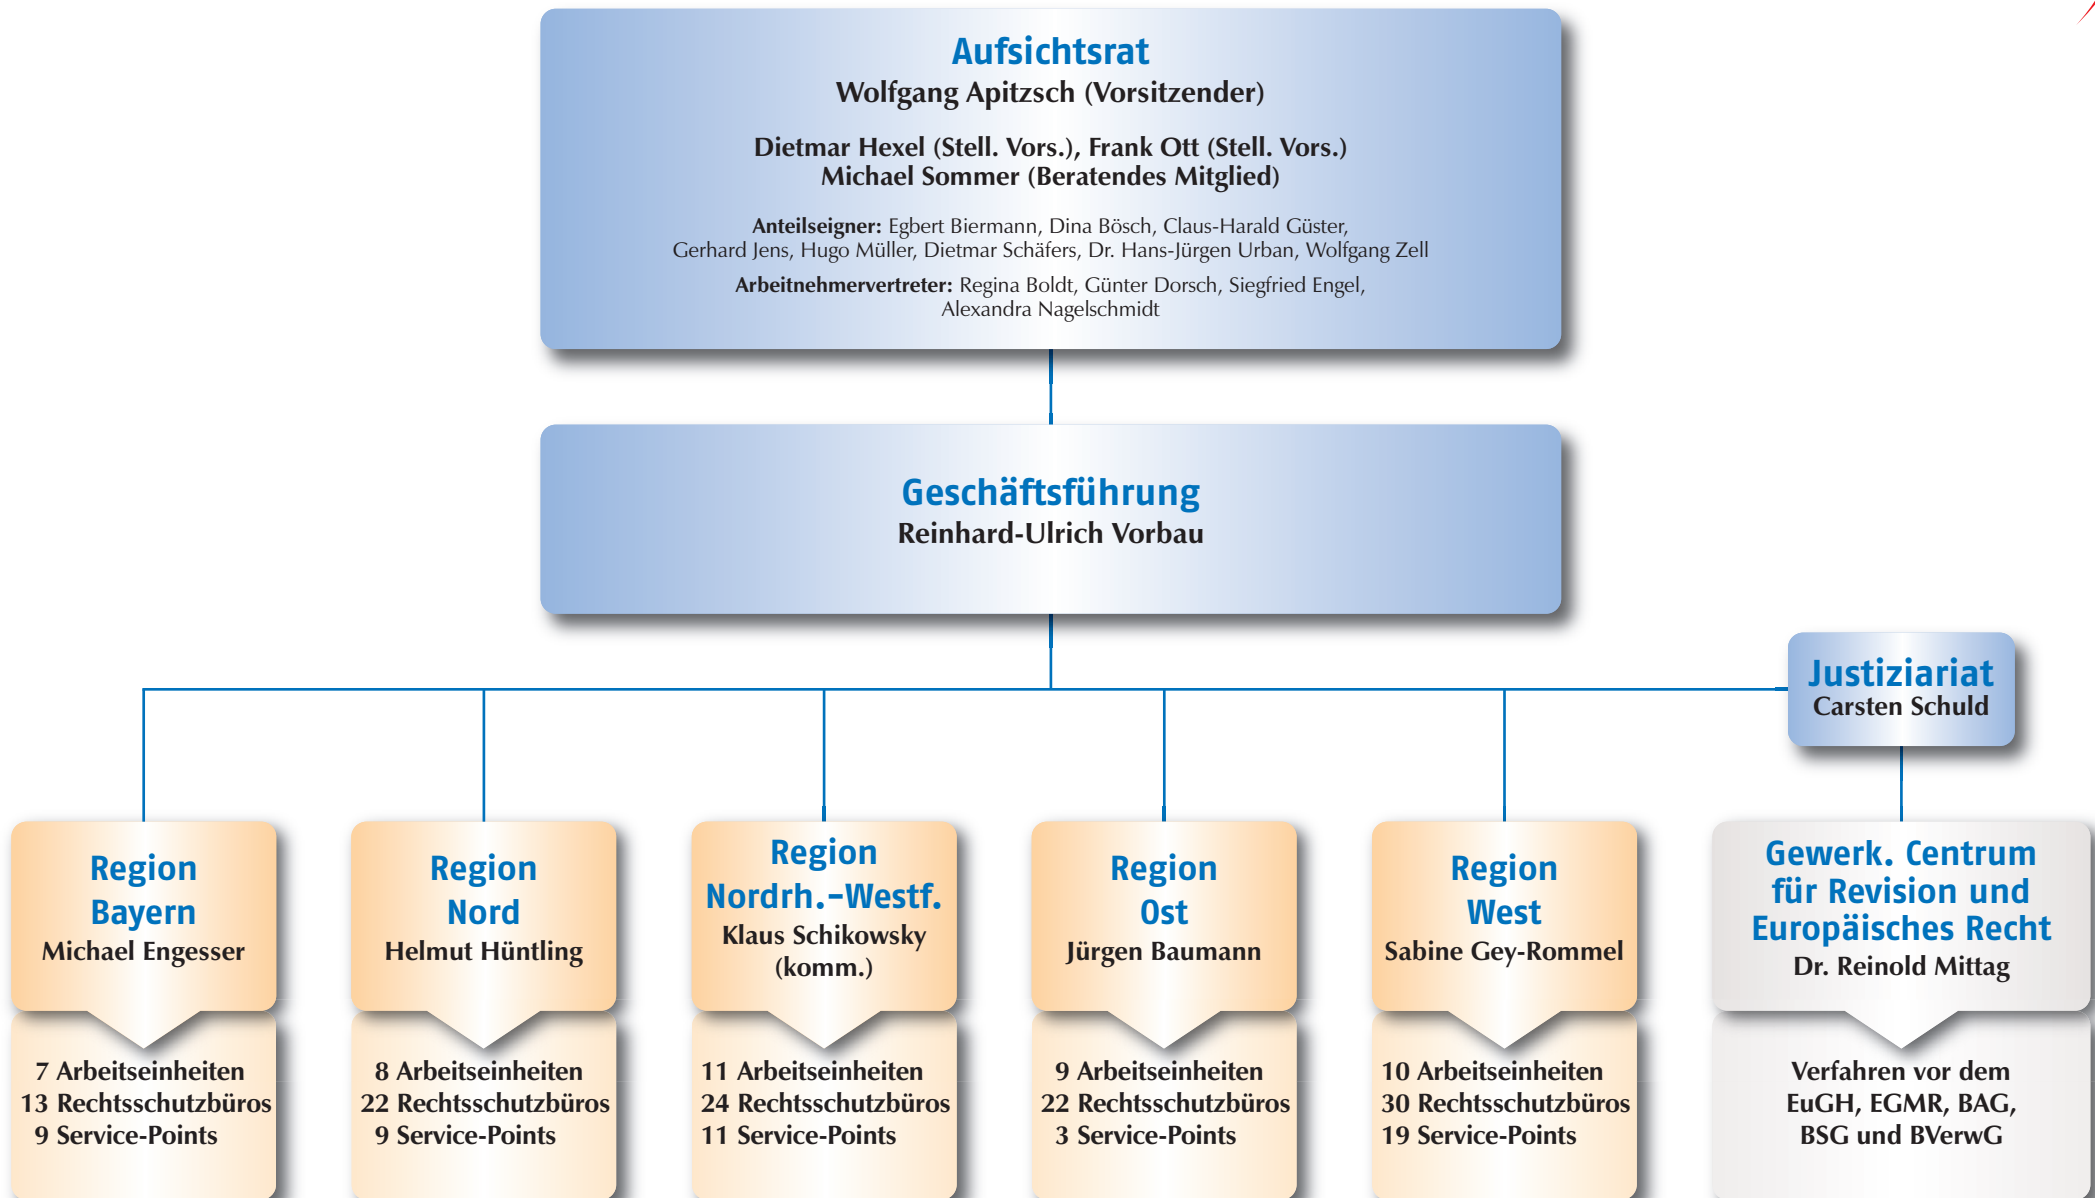 Aufsichtsrat
Wolfgang Apitzsch (Vorsitzender)
Dietmar Hexel (Stell. Vors.), Frank Ott (Stell. Vors.)
Michael Sommer (Beratendes Mitglied)
Anteilseigner: Egbert Biermann, Dina Bösch, Claus-Harald Güster,
Gerhard Jens, Hugo Müller, Dietmar Schäfers, Dr. Hans-Jürgen Urban, Wolfgang Zell
Arbeitnehmervertreter: Regina Boldt, Günter Dorsch, Siegfried Engel,
Alexandra Nagelschmidt
Geschäftsführung
Reinhard-Ulrich Vorbau
Justiziariat
Carsten Schuld
Region
Bayern
Michael Engesser
7 Arbeitseinheiten
13 Rechtsschutzbüros
9 Service-Points
Region
Nord
Helmut Hüntling
8 Arbeitseinheiten
22 Rechtsschutzbüros
9 Service-Points
Region
Nordrh.-Westf.
Klaus Schikowsky
(komm.)
11 Arbeitseinheiten
24 Rechtsschutzbüros
11 Service-Points
Region
Ost
Jürgen Baumann
9 Arbeitseinheiten
22 Rechtsschutzbüros
3 Service-Points
Region
West
Sabine Gey-Rommel
10 Arbeitseinheiten
30 Rechtsschutzbüros
19 Service-Points
Gewerk. Centrum
für Revision und
Europäisches Recht
Dr. Reinold Mittag
Verfahren vor dem
EuGH, EGMR, BAG,
BSG und BVerwG